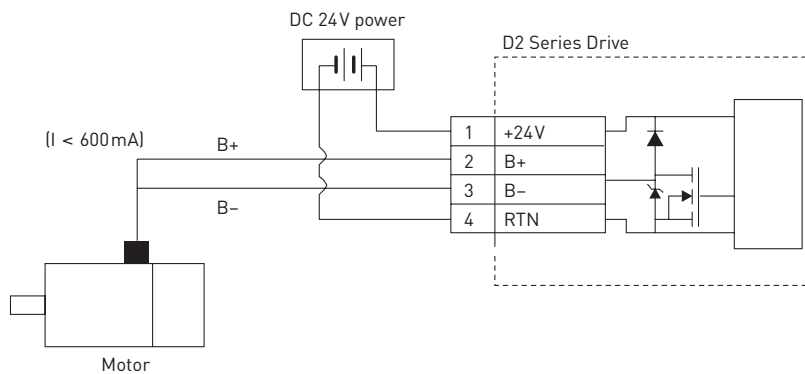 DC 24V power
D2 Series Drive
(I < 600mA)
B+
B−
1 +24V
2 B+
3 B−
4 RTN
Motor